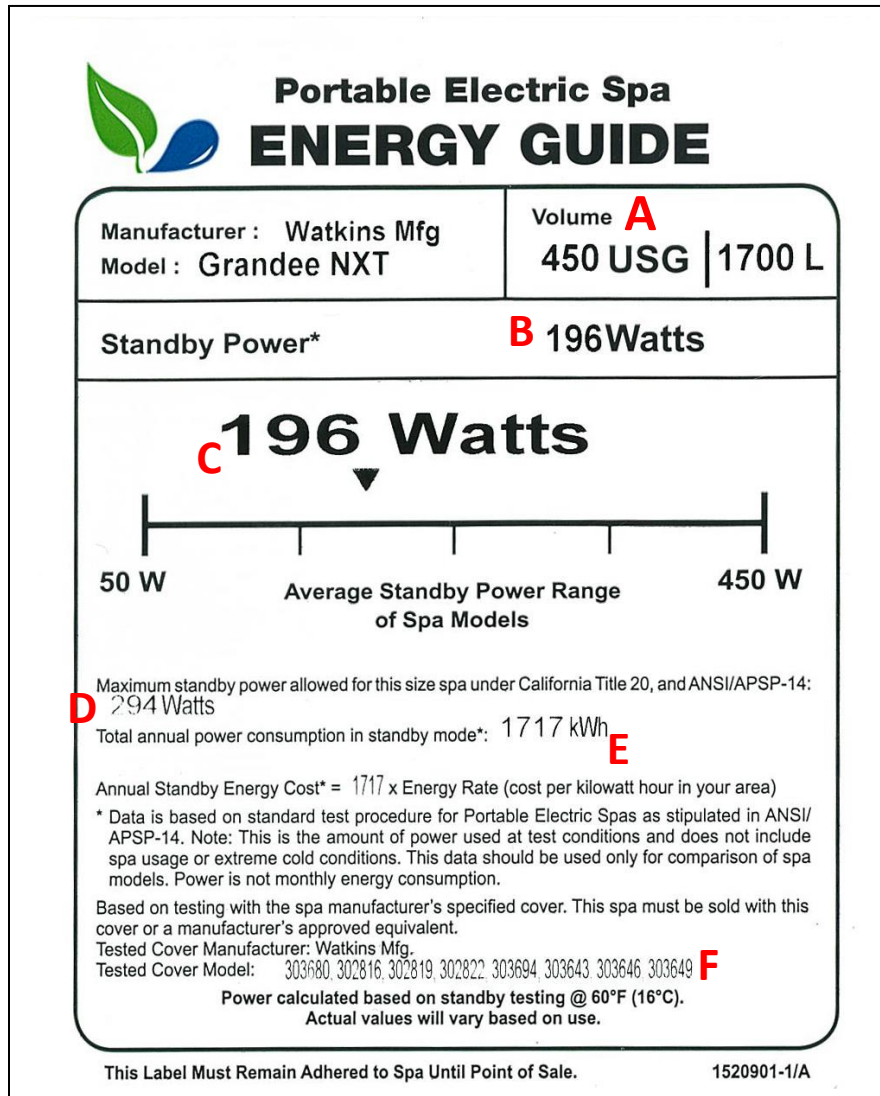 Portable Electric Spa
ENERGY GUIDE
Manufacturer : Watkins Mfg
Model : Grandee NXT
Volume A
450 USG | 1700 L
Standby Power*
B 196 Watts
C 196 Watts
50 W
450 W
Average Standby Power Range
of Spa Models
Maximum standby power allowed for this size spa under California Title 20, and ANSI/APSP-14:
D 294 Watts
Total annual power consumption in standby mode*: 1717 kWh E
Annual Standby Energy Cost* = 1717 x Energy Rate (cost per kilowatt hour in your area)
* Data is based on standard test procedure for Portable Electric Spas as stipulated in ANSI/
APSP-14. Note: This is the amount of power used at test conditions and does not include
spa usage or extreme cold conditions. This data should be used only for comparison of spa
models. Power is not monthly energy consumption.
Based on testing with the spa manufacturer's specified cover. This spa must be sold with this
cover or a manufacturer's approved equivalent.
Tested Cover Manufacturer: Watkins Mfg.
Tested Cover Model: 303680, 302816, 302819, 302822, 303694, 303643, 303646, 303649 F
Power calculated based on standby testing @ 60°F (16°C).
Actual values will vary based on use.
This Label Must Remain Adhered to Spa Until Point of Sale.
1520901-1/A